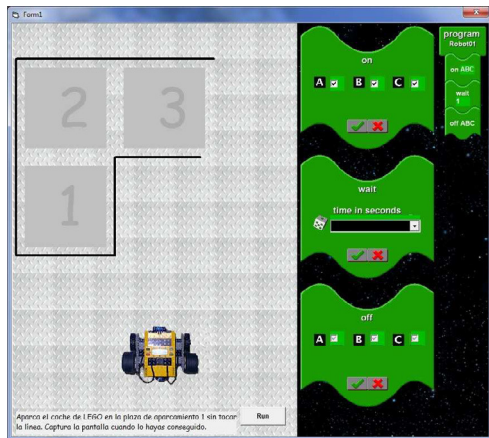 Form1
2 3
1
on
A B C
wait
time in seconds
off
A B C
program
Robot01
on ABC
wait
1
off ABC
Aparca el coche de LEGO en la plaza de aparcamiento 1 sin tocar
la línea. Captura la pantalla cuando lo hayas conseguido.
Run